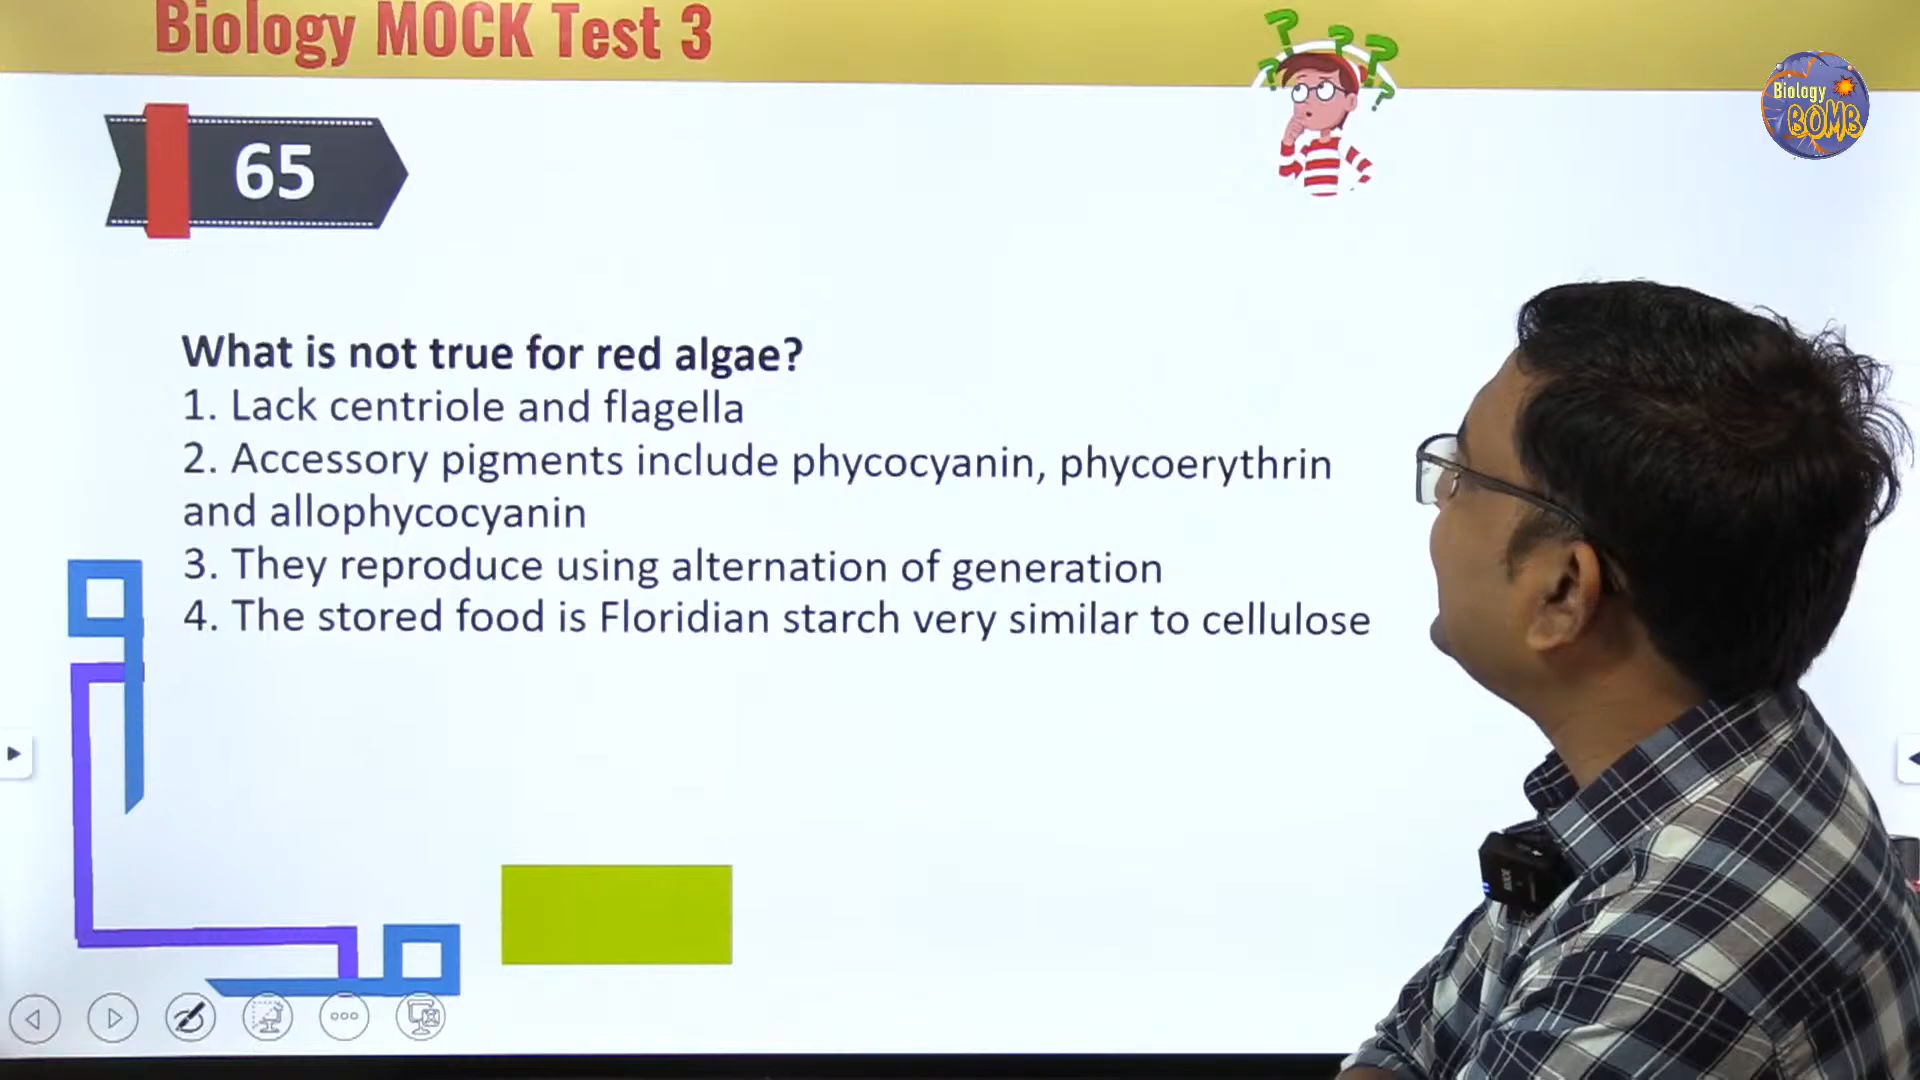 Biology MOCK Test 3
Biology
BOMB
65
What is not true for red algae?
1. Lack centriole and flagella
2. Accessory pigments include phycocyanin, phycoerythrin
and allophycocyanin
3. They reproduce using alternation of generation
4. The stored food is Floridian starch very similar to cellulose
RODE